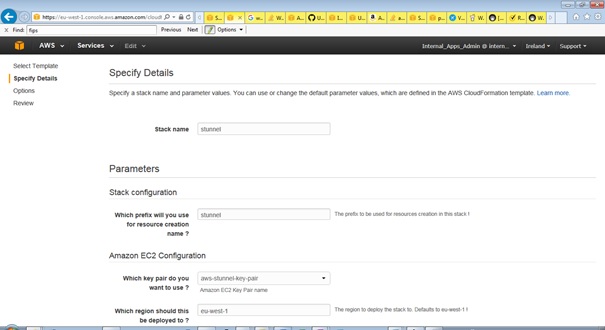 https://eu-west-1.console.aws.amazon.com/cloudf
Find: fips Previous Next Options
AWS Services Edit Internal_Apps_Admin @ intern... Ireland Support
Select Template
Specify Details
Options
Review
Specify Details
Specify a stack name and parameter values. You can use or change the default parameter values, which are defined in the AWS CloudFormation template. Learn more.
Stack name stunnel
Parameters
Stack configuration
Which prefix will you use
for resource creation
name ?
stunnel
The prefix to be used for resources creation in this stack !
Amazon EC2 Configuration
Which key pair do you
want to use ?
aws-stunnel-key-pair
Amazon EC2 Key Pair name
Which region should this
be deployed to ?
eu-west-1
The region to deploy the stack to. Defaults to eu-west-1 !